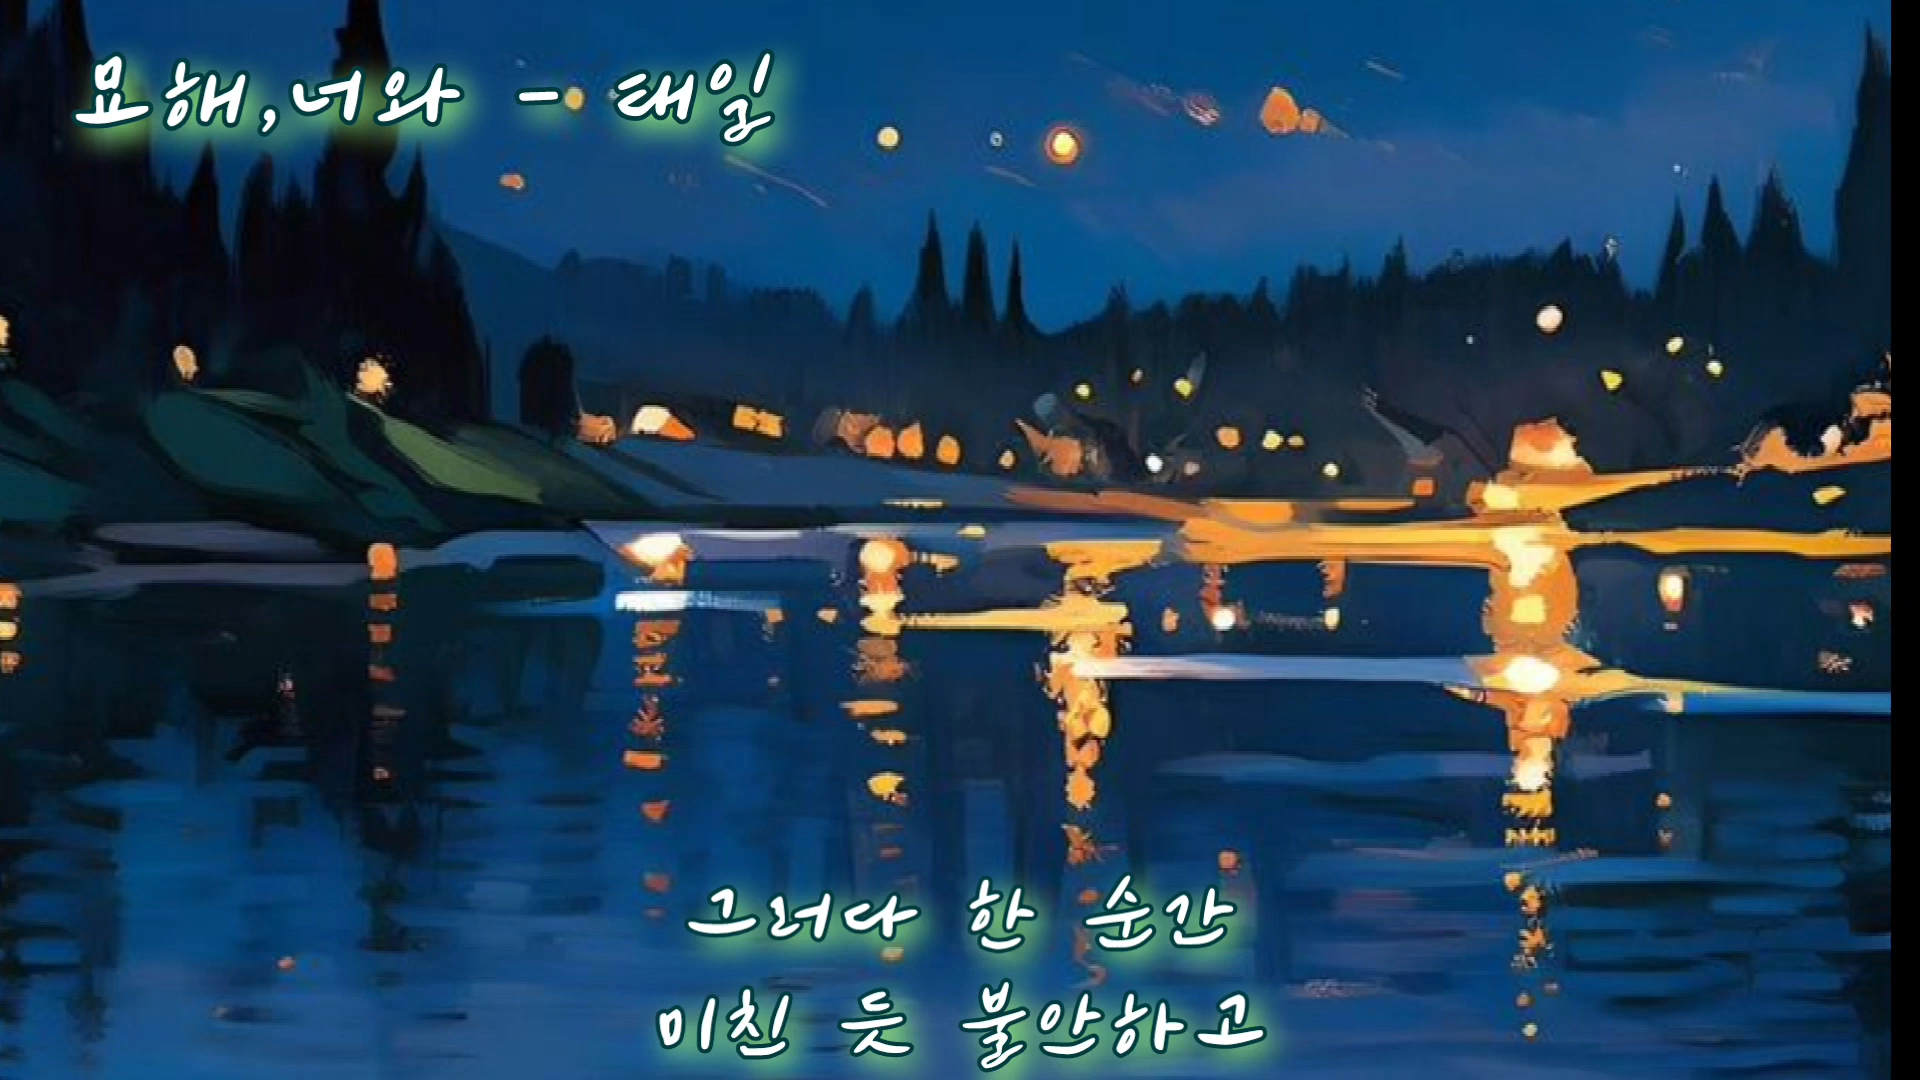 묘해,너와 - 태일
그러다 한 순간
미친 듯 불안하고